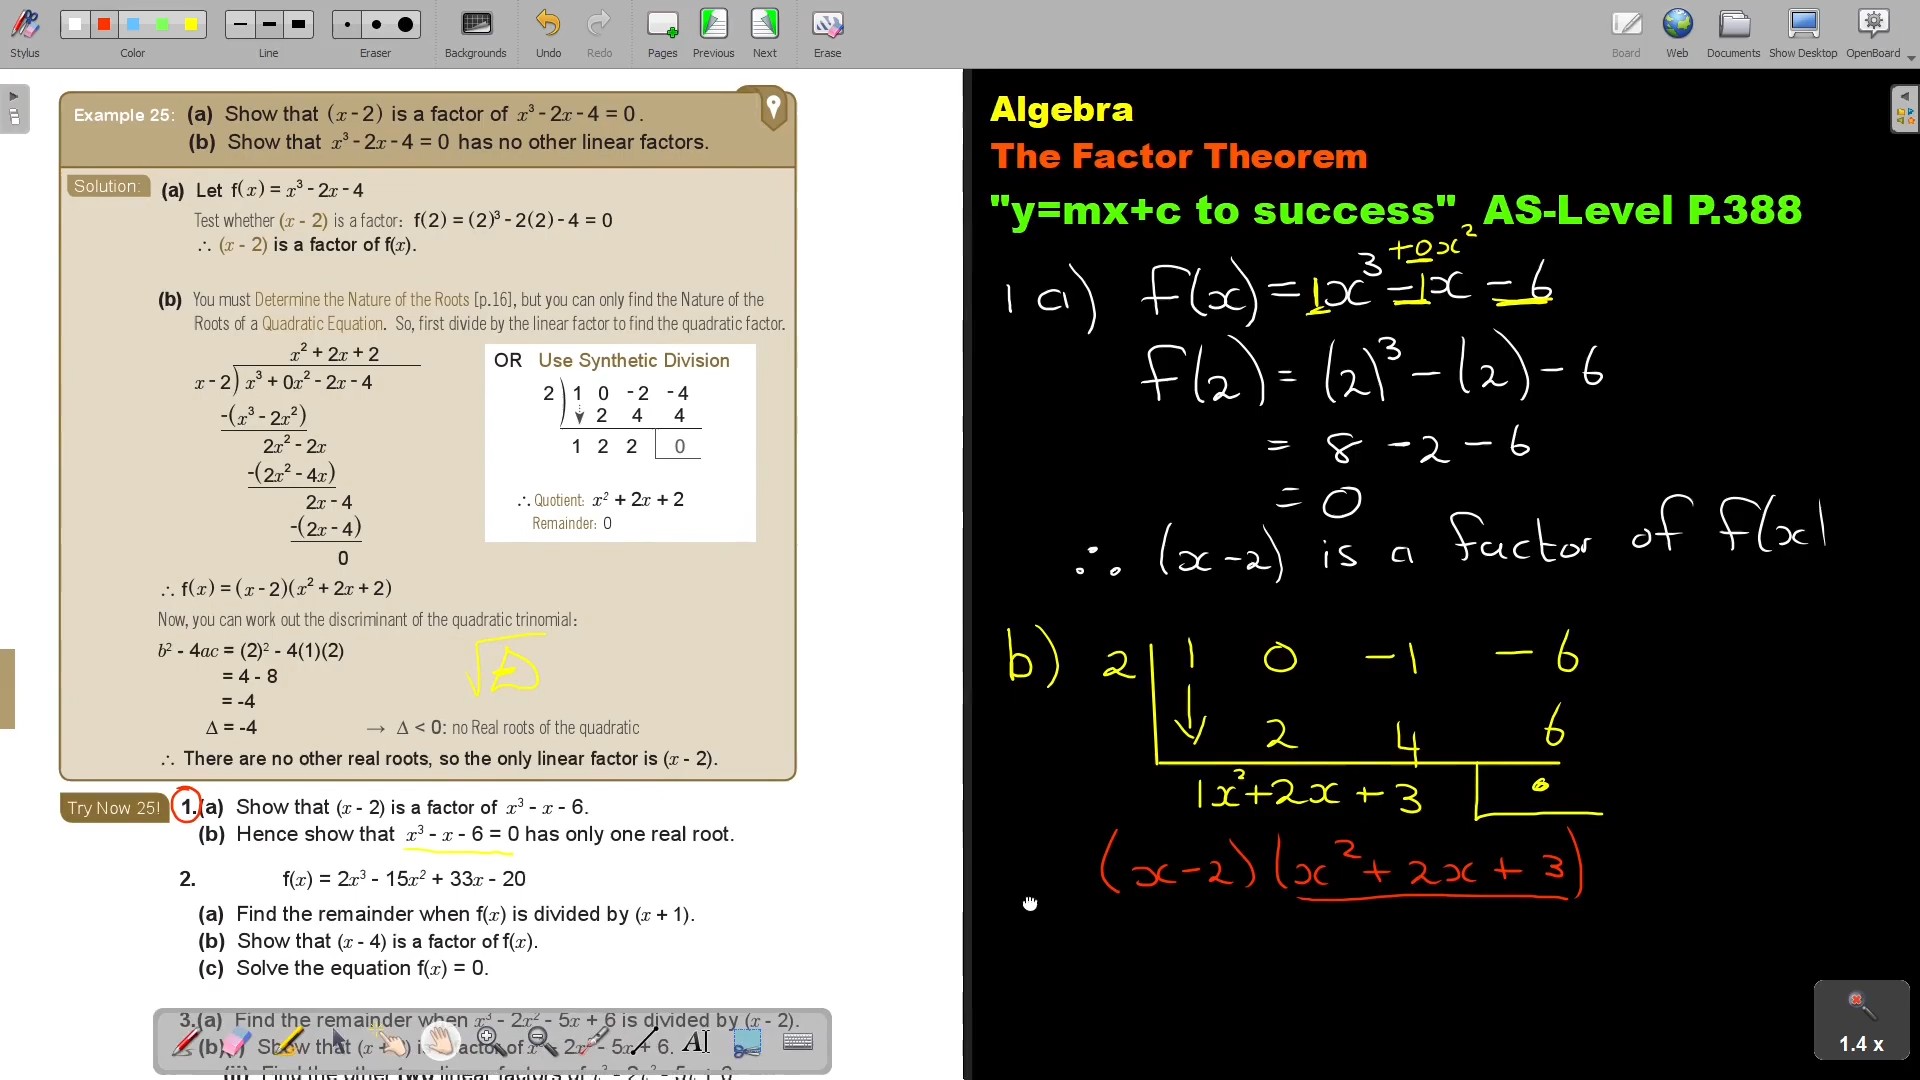 Stylus
Color
Line
Eraser
Backgrounds
Undo
Redo
Pages
Previous
Next
Erase
Board
Web
Documents
Show Desktop
OpenBoard
Example 25: (a) Show that (x - 2) is a factor of x³ - 2x - 4 = 0.
(b) Show that x³ - 2x - 4 = 0 has no other linear factors.
Solution: (a) Let f(x) = x³ - 2x - 4
Test whether (x - 2) is a factor: f(2) = (2)³ - 2(2) - 4 = 0
∴ (x - 2) is a factor of f(x).
(b) You must Determine the Nature of the Roots [p.16], but you can only find the Nature of the
Roots of a Quadratic Equation. So, first divide by the linear factor to find the quadratic factor.
x² + 2x + 2
x - 2) x³ + 0x² - 2x - 4
-(x³ - 2x²)
2x² - 2x
-(2x² - 4x)
2x - 4
-(2x - 4)
0
OR Use Synthetic Division
2) 1 0 -2 -4
2 4 4
1 2 2 0
∴ Quotient: x² + 2x + 2
Remainder: 0
∴ f(x) = (x - 2)(x² + 2x + 2)
Now, you can work out the discriminant of the quadratic trinomial:
b² - 4ac = (2)² - 4(1)(2)
= 4 - 8
= -4
Δ = -4 → Δ < 0: no Real roots of the quadratic
∴ There are no other real roots, so the only linear factor is (x - 2).
Try Now 25! 1.(a) Show that (x - 2) is a factor of x³ - x - 6.
(b) Hence show that x³ - x - 6 = 0 has only one real root.
2. f(x) = 2x³ - 15x² + 33x - 20
(a) Find the remainder when f(x) is divided by (x + 1).
(b) Show that (x - 4) is a factor of f(x).
(c) Solve the equation f(x) = 0.
3.(a) Find the remainder when x³ - 2x² - 5x + 6 is divided by (x - 2).
Algebra
The Factor Theorem
"y=mx+c to success" AS-Level P.388
+0x²
1 a) f(x) = 1x³ -1x - 6
f(2) = (2)³ - (2) - 6
= 8 - 2 - 6
= 0
∴ (x-2) is a factor of f(x)
b) 2 1 0 -1 -6
2 4 6
1x²+2x + 3 0
(x-2)(x² + 2x + 3)
1.4 x